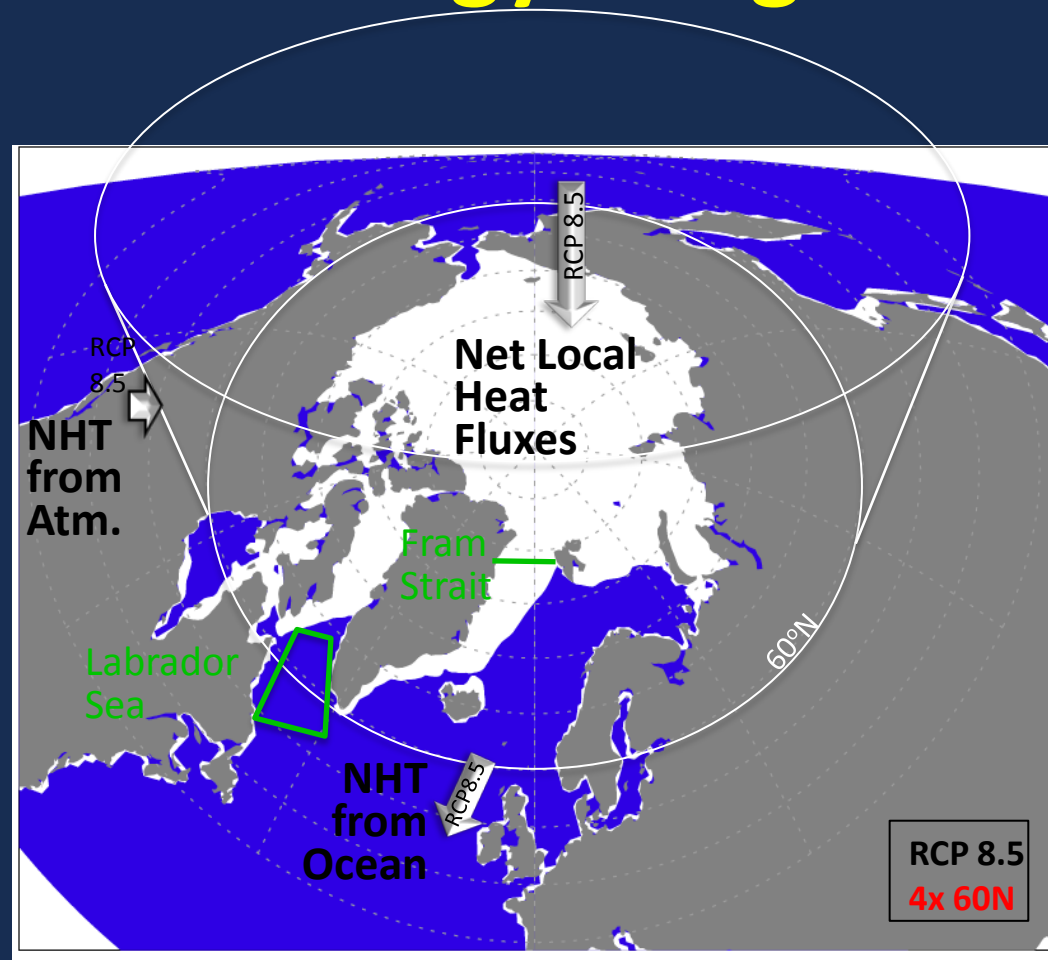 RCP 8.5
Net Local
Heat
Fluxes
RCP
8.5
NHT
from
Atm.
Fram
Strait
60°N
Labrador
Sea
NHT
from
Ocean
RCP8.5
RCP 8.5
4x 60N